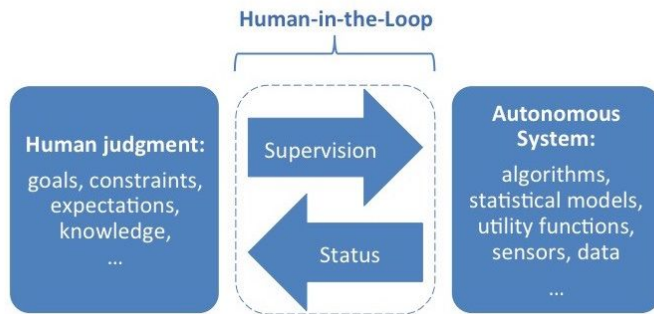 Human-in-the-Loop
Human judgment:
goals, constraints,
expectations,
knowledge,
...
Supervision
Status
Autonomous
System:
algorithms,
statistical models,
utility functions,
sensors, data
...